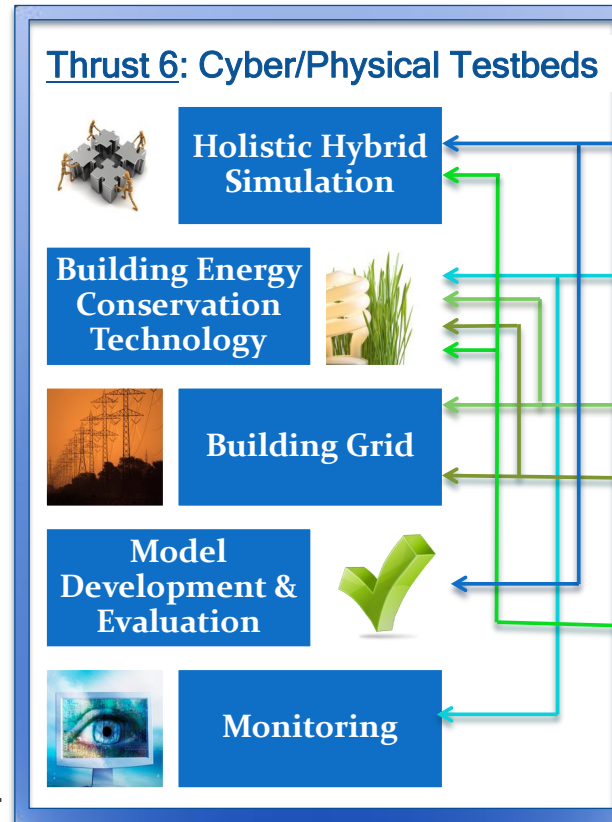 Thrust 6: Cyber/Physical Testbeds
Holistic Hybrid
Simulation
Building Energy
Conservation
Technology
Building Grid
Model
Development &
Evaluation
Monitoring